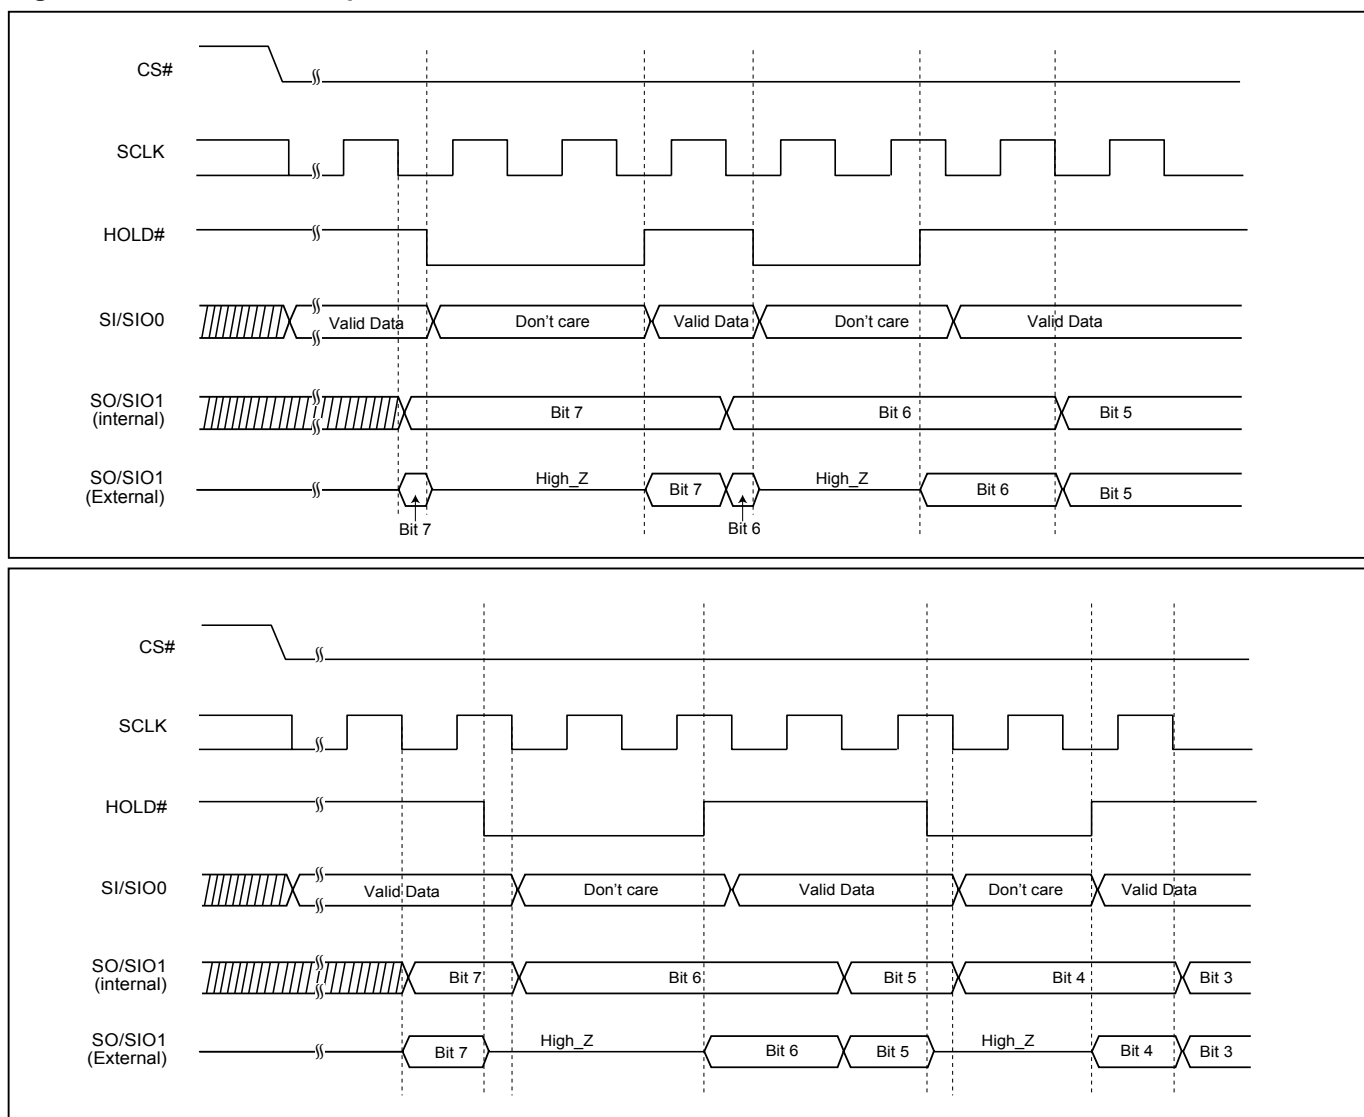 CS#
SCLK
HOLD#
SI/SIO0
Valid Data
Don't care
Valid Data
Don't care
Valid Data
SO/SIO1
(internal)
Bit 7
Bit 6
Bit 5
SO/SIO1
(External)
High_Z
Bit 7
High_Z
Bit 6
Bit 5
Bit 7
Bit 6
CS#
SCLK
HOLD#
SI/SIO0
Valid Data
Don't care
Valid Data
Don't care
Valid Data
SO/SIO1
(internal)
Bit 7
Bit 6
Bit 5
Bit 4
Bit 3
SO/SIO1
(External)
Bit 7
High_Z
Bit 6
Bit 5
High_Z
Bit 4
Bit 3